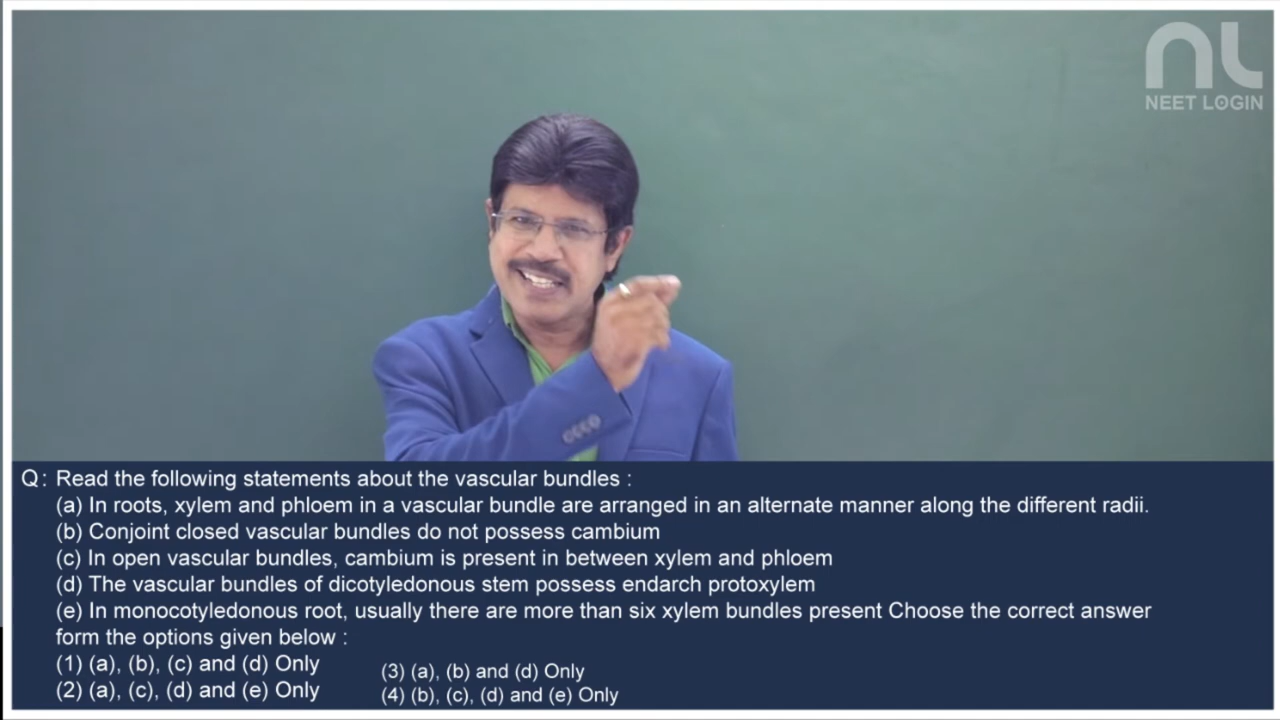 NL
NEET LOGIN
Q: Read the following statements about the vascular bundles :
(a) In roots, xylem and phloem in a vascular bundle are arranged in an alternate manner along the different radii.
(b) Conjoint closed vascular bundles do not possess cambium
(c) In open vascular bundles, cambium is present in between xylem and phloem
(d) The vascular bundles of dicotyledonous stem possess endarch protoxylem
(e) In monocotyledonous root, usually there are more than six xylem bundles present Choose the correct answer
form the options given below :
(1) (a), (b), (c) and (d) Only
(2) (a), (c), (d) and (e) Only
(3) (a), (b) and (d) Only
(4) (b), (c), (d) and (e) Only